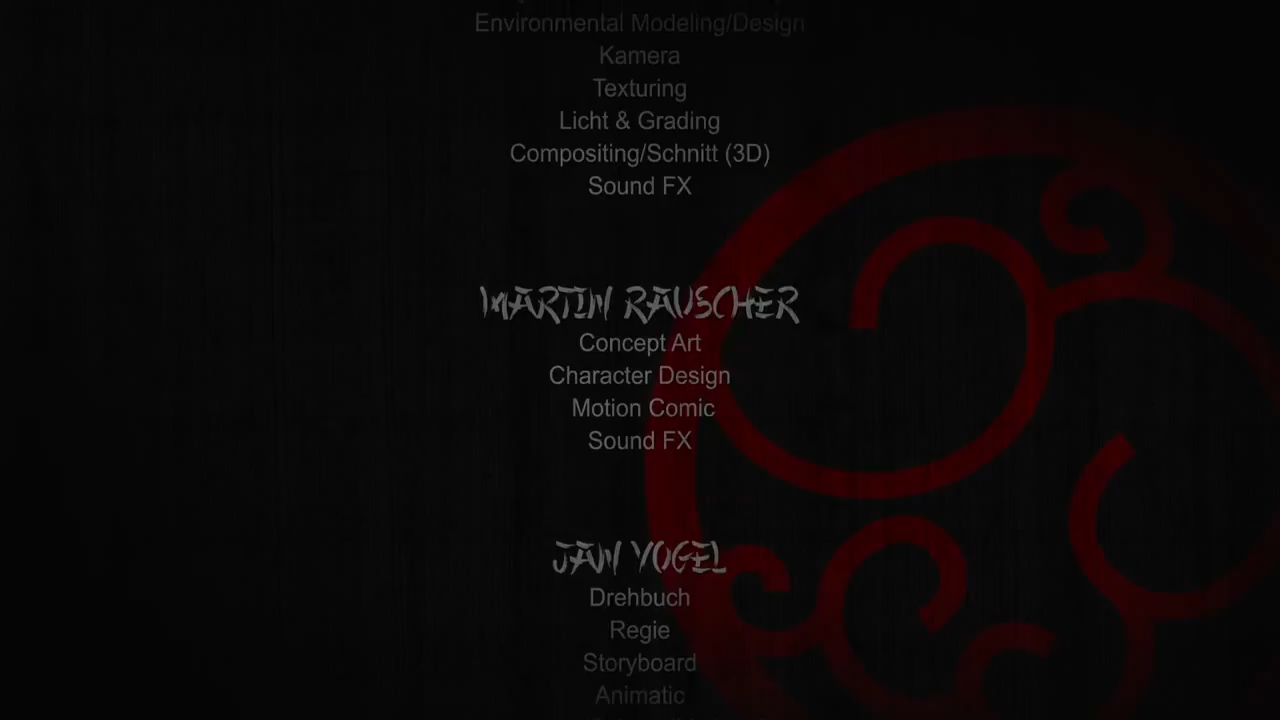 Environmental Modeling/Design
Kamera
Texturing
Licht & Grading
Compositing/Schnitt (3D)
Sound FX
MARTIN RAUSCHER
Concept Art
Character Design
Motion Comic
Sound FX
JAN VOGEL
Drehbuch
Regie
Storyboard
Animatic